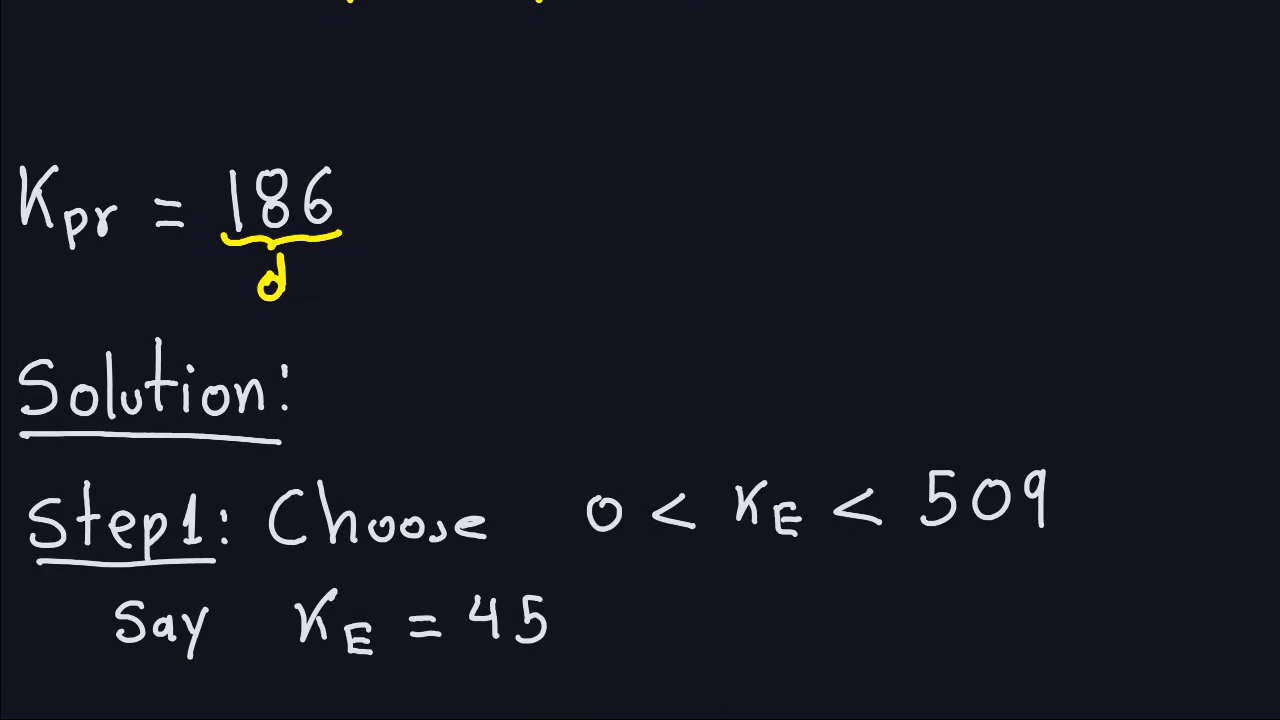 Kpr = 186
d
Solution:
Step1: Choose 0 < KE < 509
Say KE = 45